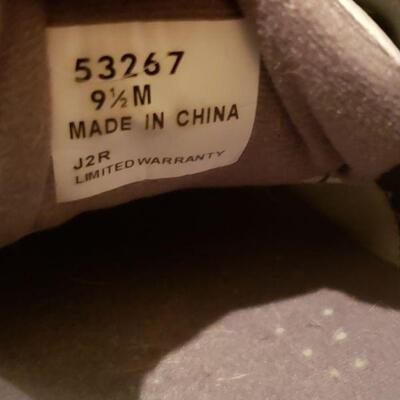 53267
9½M
MADE IN CHINA
J2R
LIMITED WARRANTY